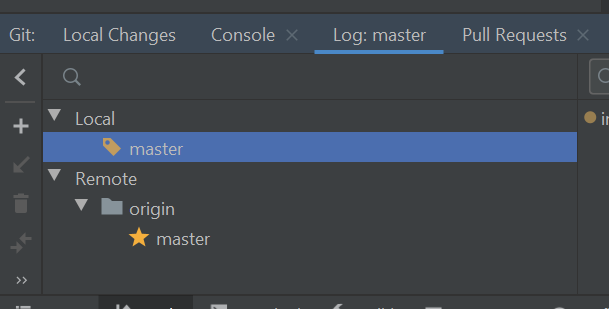 Git: Local Changes Console Log: master Pull Requests
Local
master
Remote
origin
master